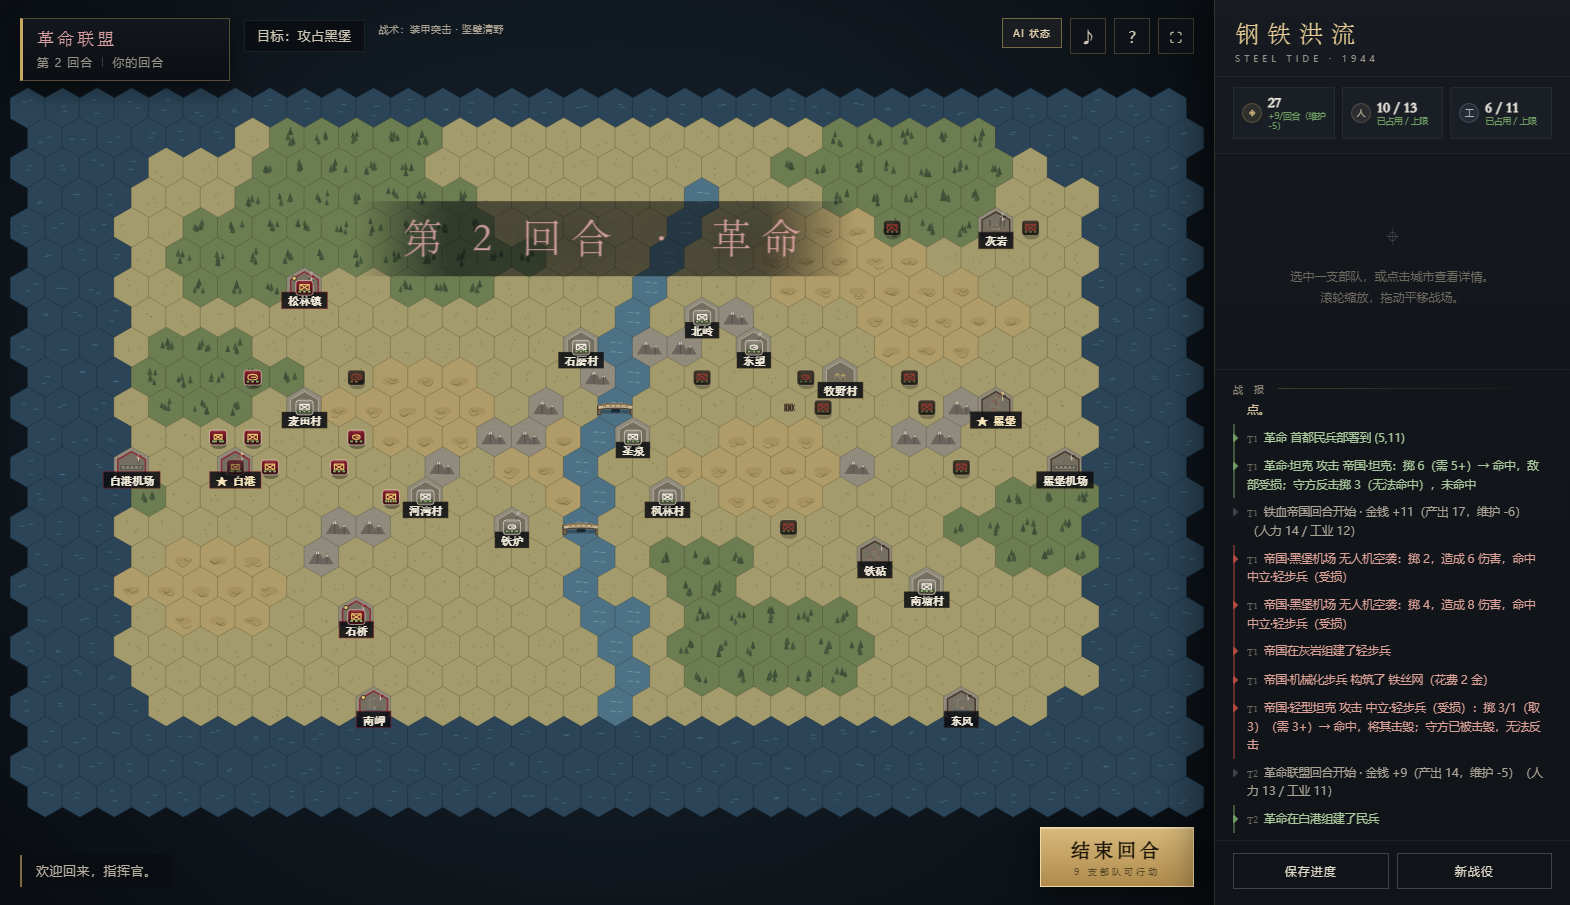 革命联盟
第 2 回合 | 你的回合
目标：攻占黑堡
战术：装甲突击 · 坚壁清野
AI 状态
♪
?
第 2 回合 · 革命
灰岩
松林镇
北岭
石磨村
东望
牧野村
麦田村
★ 黑堡
圣泉
白港机场
★ 白港
黑堡机场
河湾村
枫林村
铁炉
铁砧
南塘村
石桥
南岬
东风
欢迎回来，指挥官。
结束回合
9 支部队可行动
钢铁洪流
STEEL TIDE · 1944
27
+9/回合（维护
-5）
人
10 / 13
已占用 / 上限
工
6 / 11
已占用 / 上限
选中一支部队，或点击城市查看详情。
滚轮缩放，拖动平移战场。
战 报
点。
T1 革命 首都民兵部署到 (5,11)
T1 革命·坦克 攻击 帝国·坦克：掷 6（需 5+）→ 命中，敌
部受损；守方反击掷 3（无法命中），未命中
T1 铁血帝国回合开始 · 金钱 +11（产出 17，维护 -6）
（人力 14 / 工业 12）
T1 帝国·黑堡机场 无人机空袭：掷 2，造成 6 伤害，命中
中立·轻步兵（受损）
T1 帝国·黑堡机场 无人机空袭：掷 4，造成 8 伤害，命中
中立·轻步兵（受损）
T1 帝国在灰岩组建了轻步兵
T1 帝国·机械化步兵 构筑了 铁丝网（花费 2 金）
T1 帝国·轻型坦克 攻击 中立·轻步兵（受损）：掷 3/1（取
3）（需 3+）→ 命中，将其击毁；守方已被击毁，无法反
击
T2 革命联盟回合开始 · 金钱 +9（产出 14，维护 -5）（人
力 13 / 工业 11）
T2 革命在白港组建了民兵
保存进度
新战役